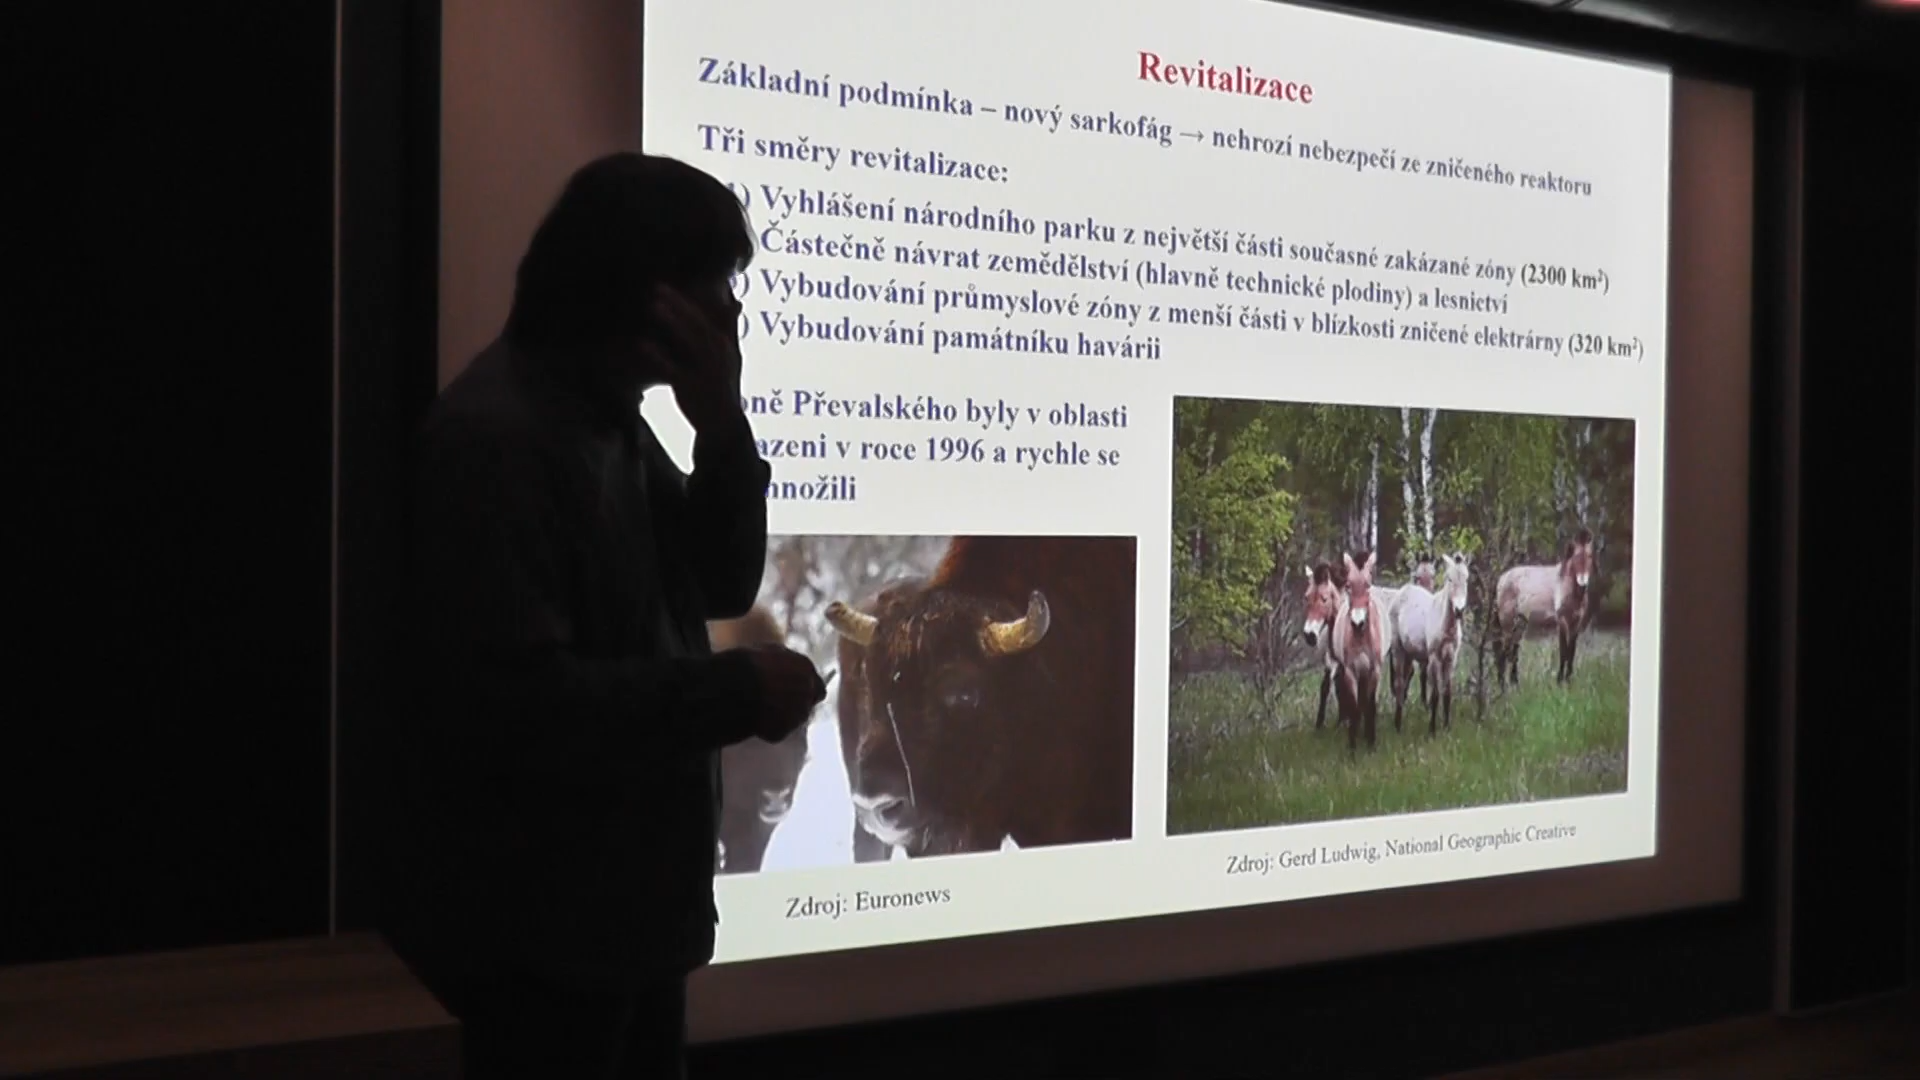 Revitalizace
Základní podmínka – nový sarkofág → nehrozí nebezpečí ze zničeného reaktoru
Tři směry revitalizace:
) Vyhlášení národního parku z největší části současné zakázané zóny (2300 km²)
Částečně návrat zemědělství (hlavně technické plodiny) a lesnictví
) Vybudování průmyslové zóny z menší části v blízkosti zničené elektrárny (320 km²)
) Vybudování památníku havárii
Převalského byly v oblasti
v roce 1996 a rychle se
Zdroj: Euronews
Zdroj: Gerd Ludwig, National Geographic Creative